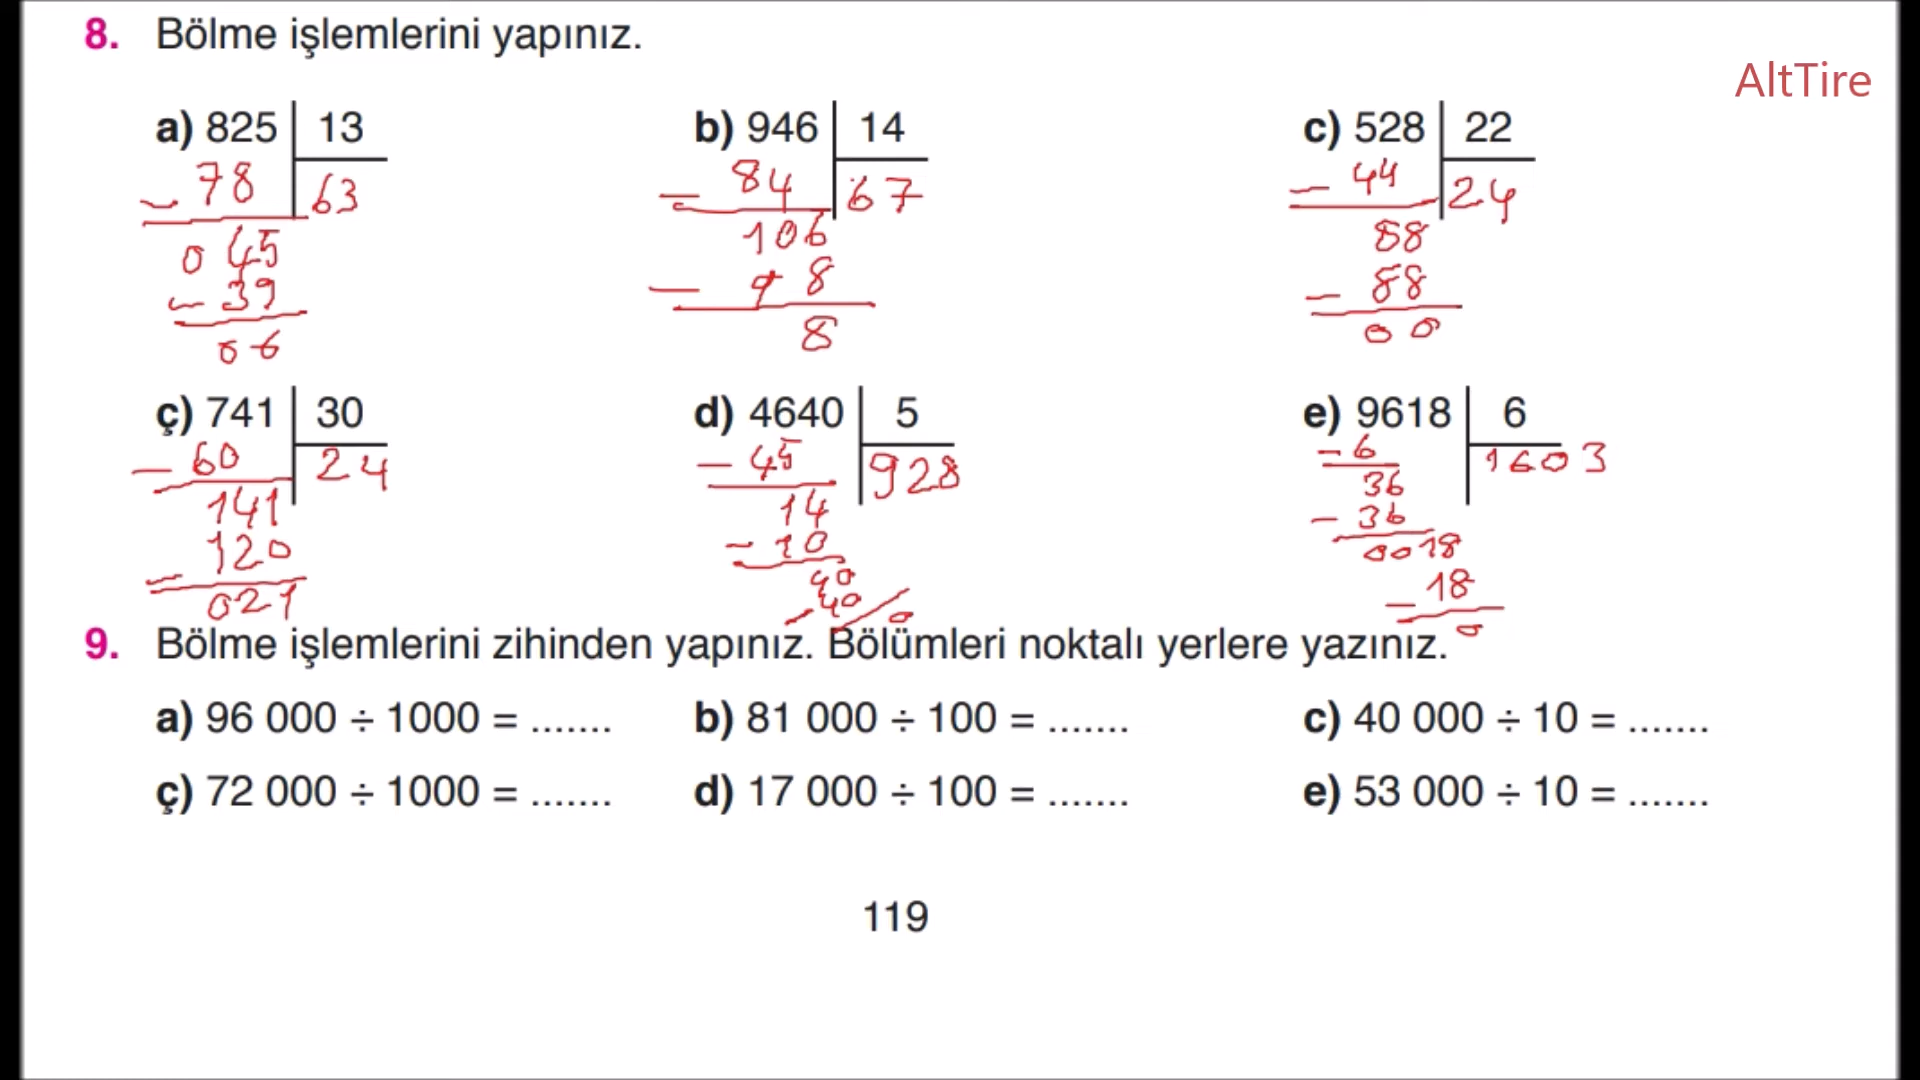 8. Bölme işlemlerini yapınız.
AltTire
a) 825 13 b) 946 14 c) 528 22
- 78 63 - 84 67 - 44 24
045 106 88
- 39 - 98 - 88
06 8 00
ç) 741 30 d) 4640 5 e) 9618 6
- 60 24 - 45 928 - 6 1603
141 14 36
- 120 - 10 - 36
021 40 0018
- 40 - 18
0 0
9. Bölme işlemlerini zihinden yapınız. Bölümleri noktalı yerlere yazınız.
a) 96 000 ÷ 1000 = ....... b) 81 000 ÷ 100 = ....... c) 40 000 ÷ 10 = .......
ç) 72 000 ÷ 1000 = ....... d) 17 000 ÷ 100 = ....... e) 53 000 ÷ 10 = .......
119